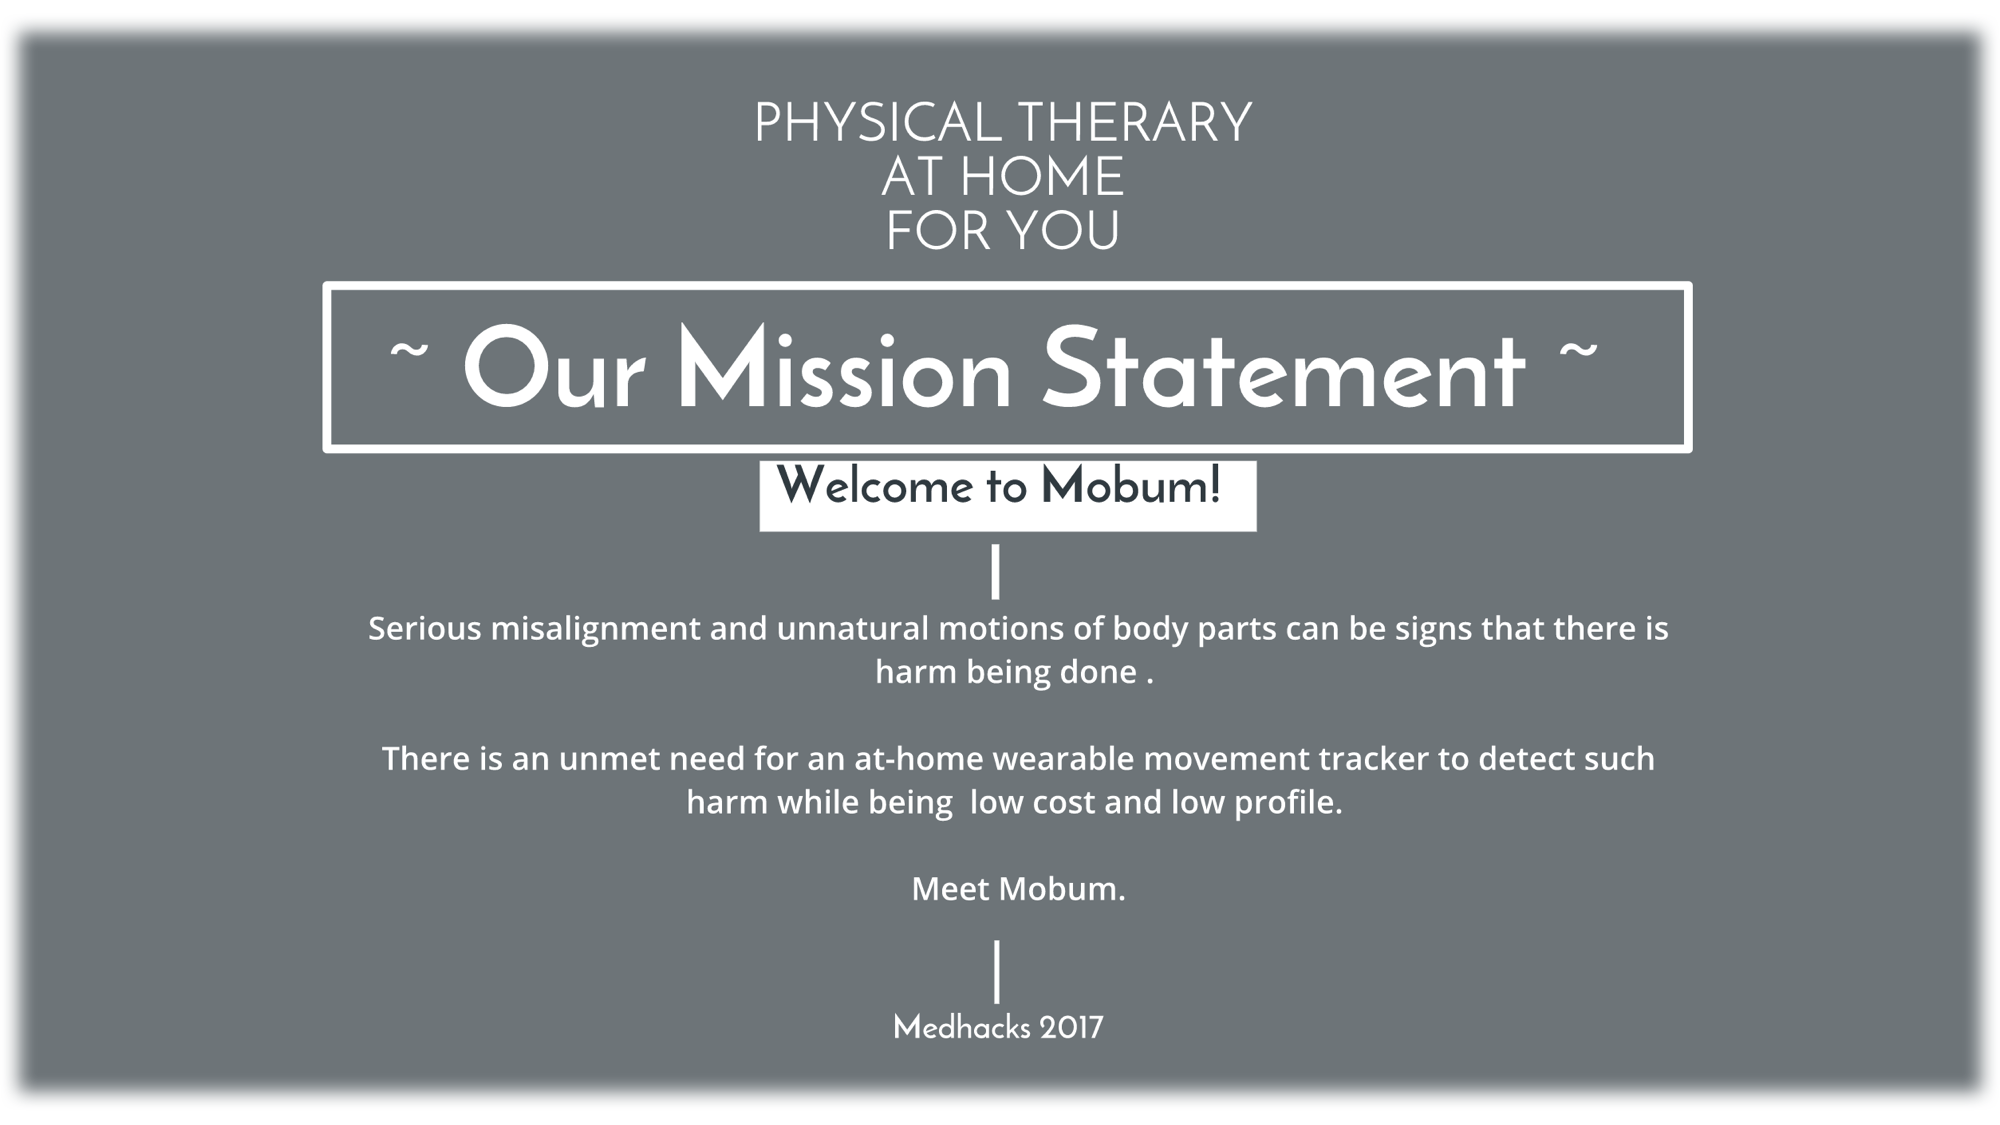 PHYSICAL THERARY
AT HOME
FOR YOU
~ Our Mission Statement ~
Welcome to Mobum!
Serious misalignment and unnatural motions of body parts can be signs that there is
harm being done .
There is an unmet need for an at-home wearable movement tracker to detect such
harm while being  low cost and low profile.
Meet Mobum.
Medhacks 2017